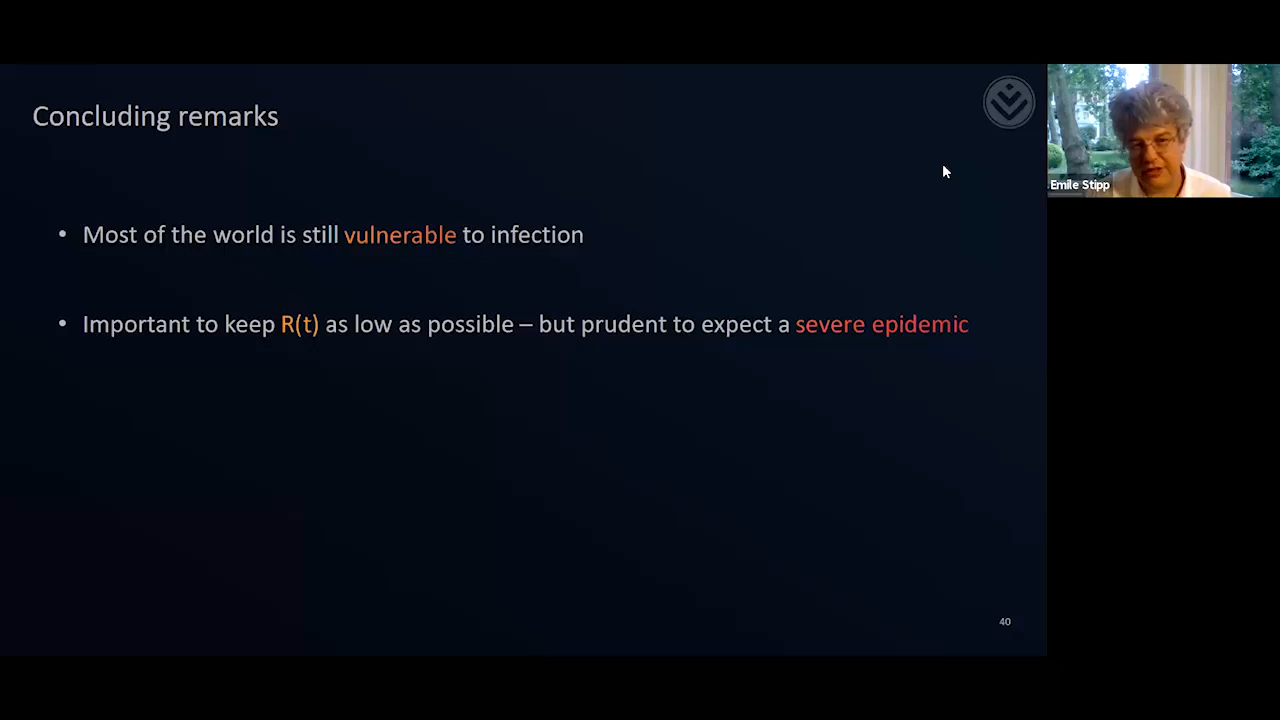 Concluding remarks
Emile Stipp
• Most of the world is still vulnerable to infection
• Important to keep R(t) as low as possible – but prudent to expect a severe epidemic
40